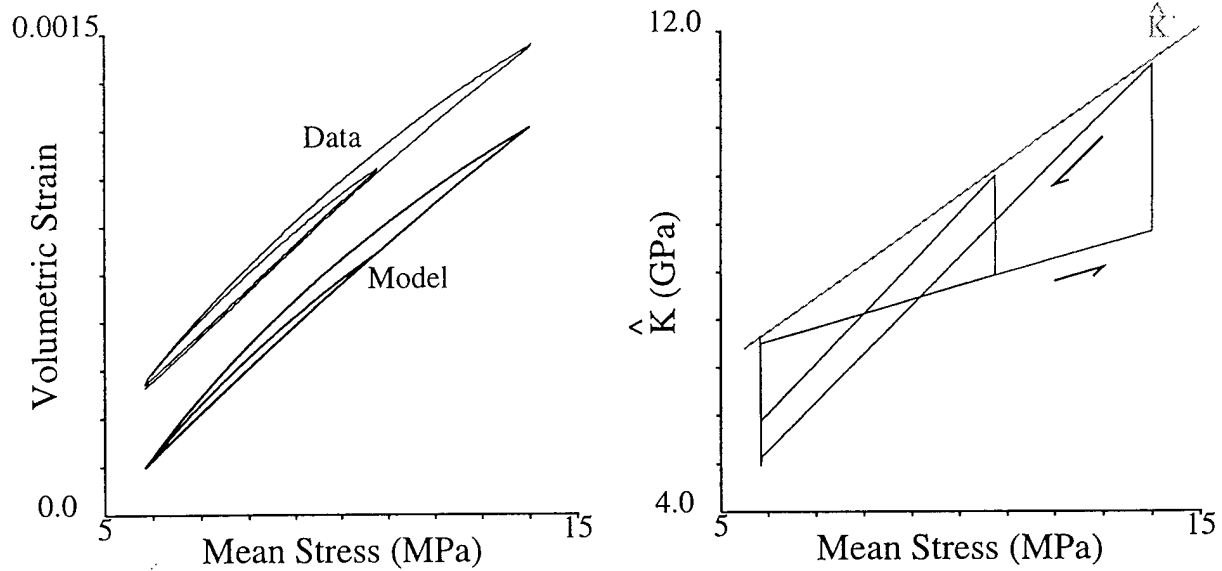 0.0015
Data
Model
Volumetric Strain
0.0
5
15
Mean Stress (MPa)
12.0
K̂
K̂ (GPa)
4.0
5
15
Mean Stress (MPa)